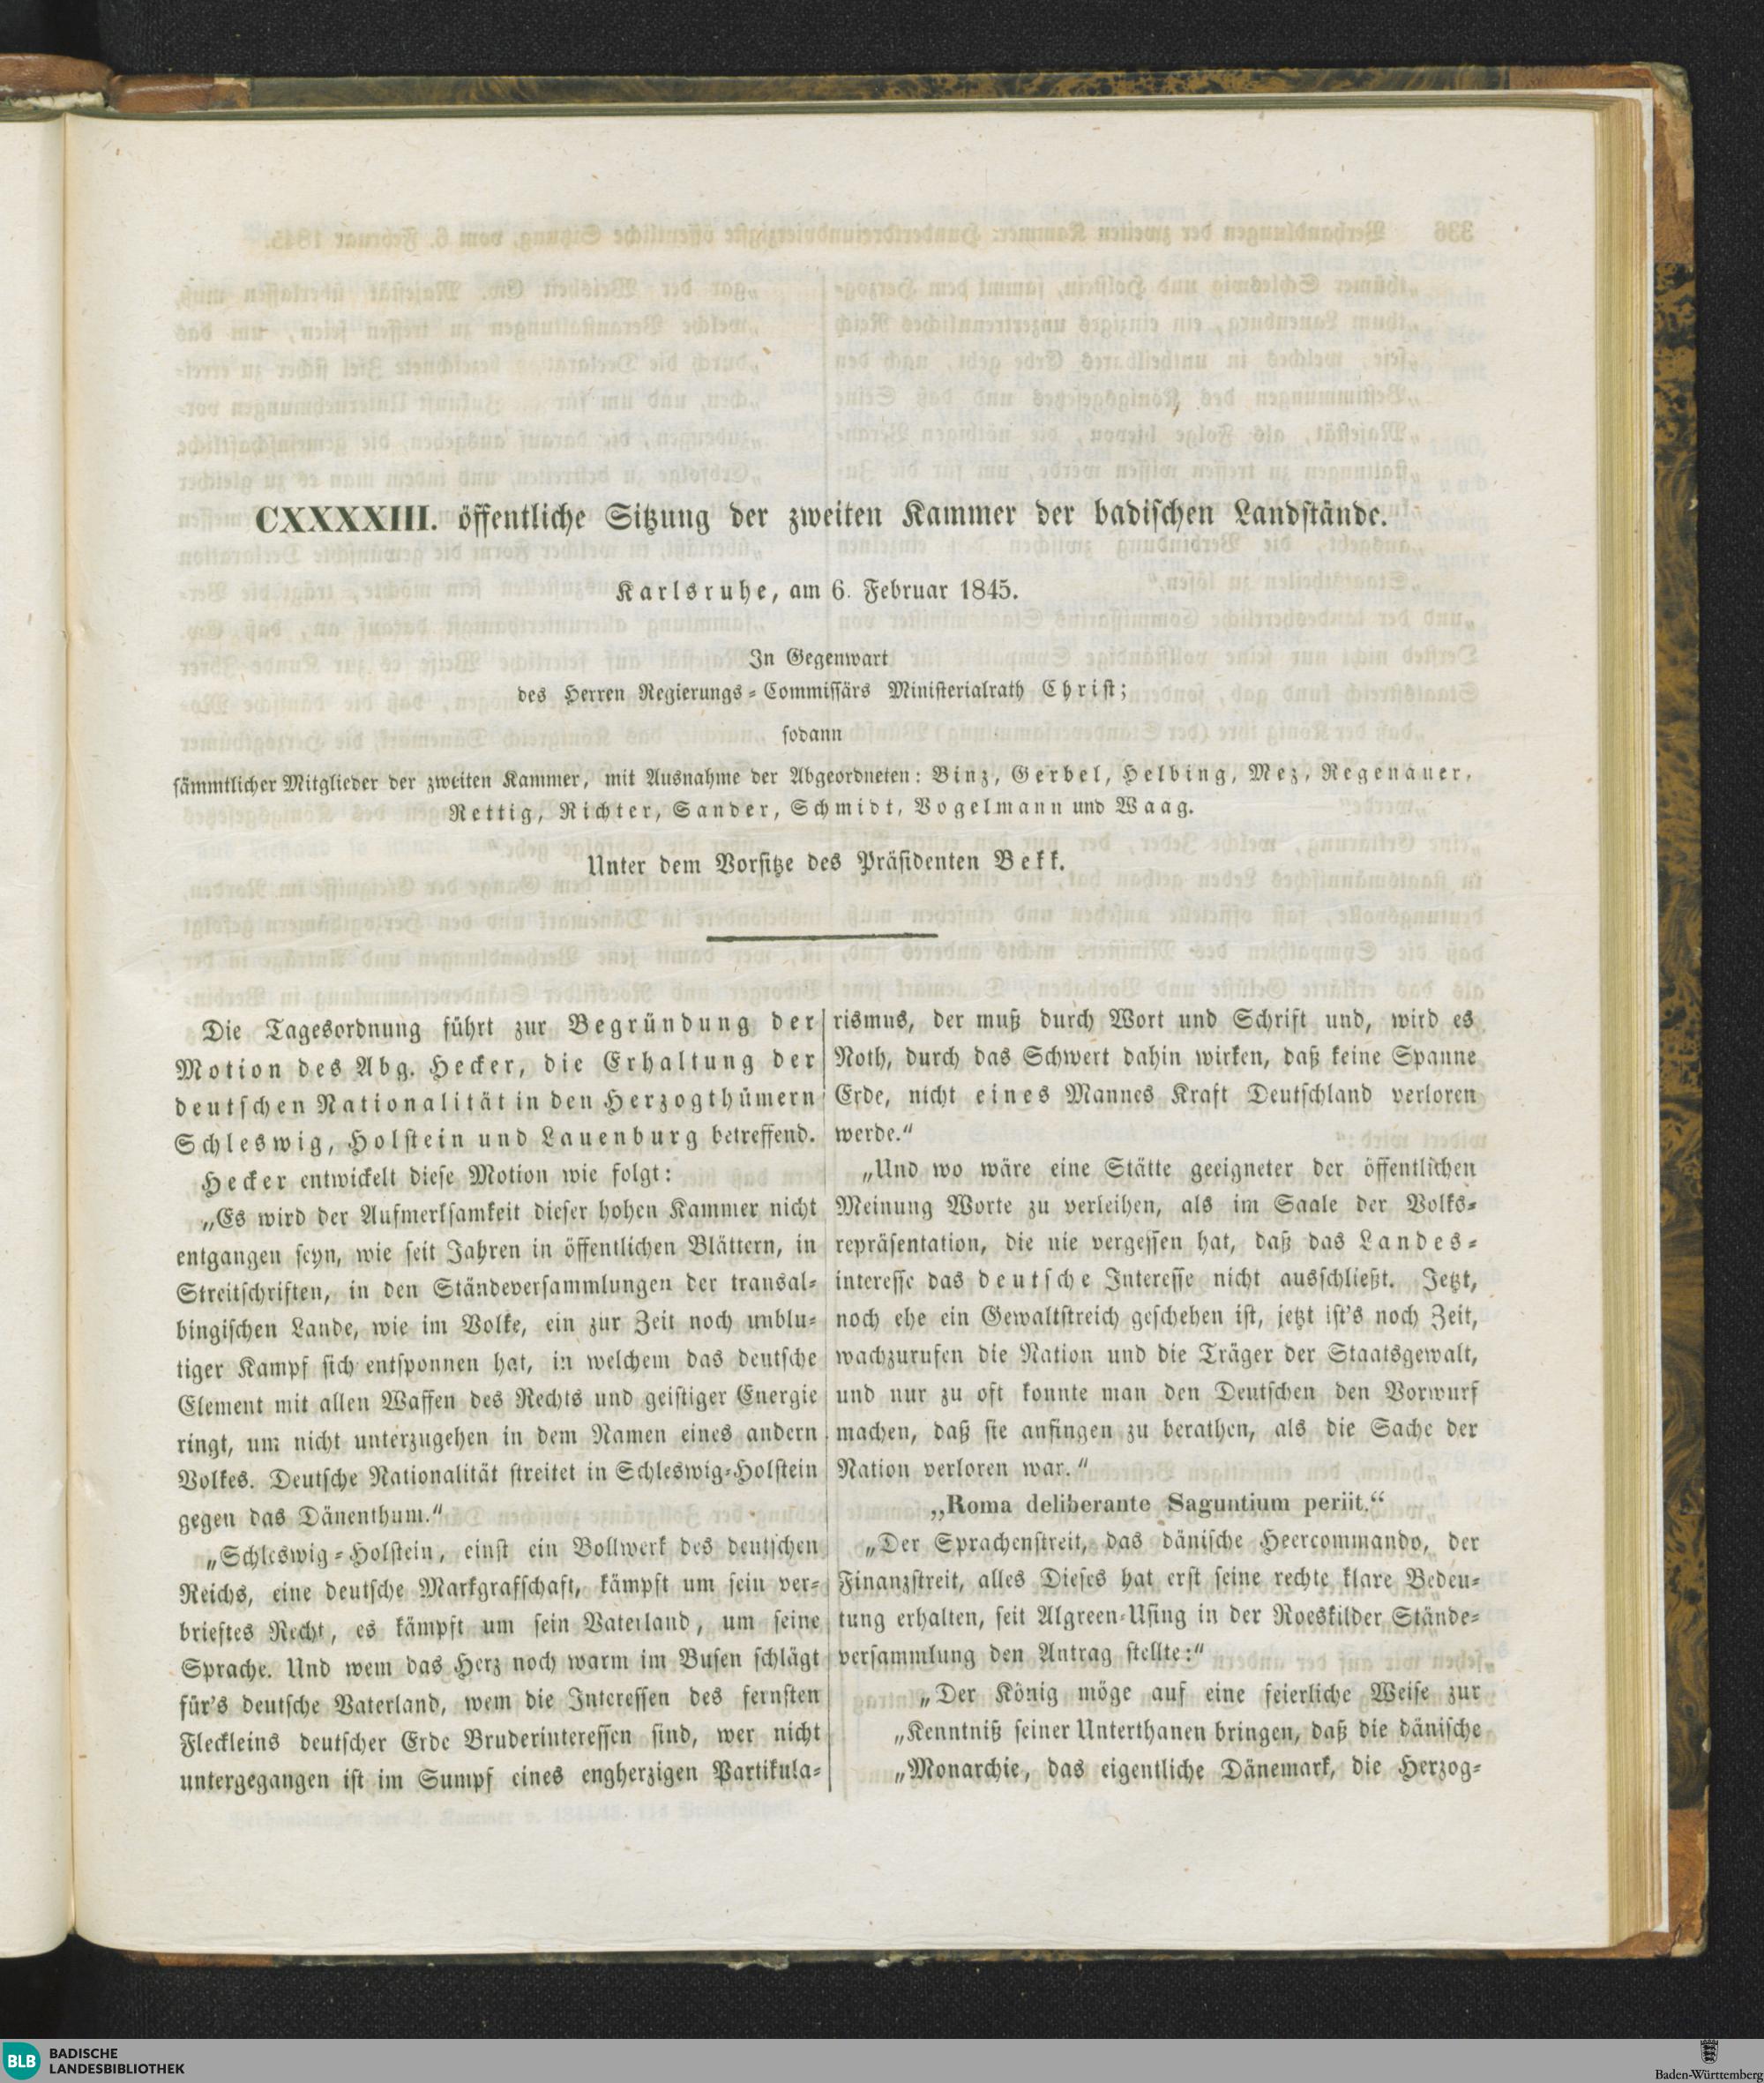 CXXXXIII. öffentliche Sitzung der zweiten Kammer der badischen Landstände.
Karlsruhe, am 6. Februar 1845.
In Gegenwart
des Herren Regierungs-Commissärs Ministerialrath Christ;
sodann
sämmtlicher Mitglieder der zweiten Kammer, mit Ausnahme der Abgeordneten: Binz, Gerbel, Helbing, Mez, Regenauer,
Rettig, Richter, Sander, Schmidt, Vogelmann und Waag.
Unter dem Vorsitze des Präsidenten Bekk.
Die Tagesordnung führt zur Begründung der
Motion des Abg. Hecker, die Erhaltung der
deutschen Nationalität in den Herzogthümern
Schleswig, Holstein und Lauenburg betreffend.
Hecker entwickelt diese Motion wie folgt:
„Es wird der Aufmerksamkeit dieser hohen Kammer nicht
entgangen seyn, wie seit Jahren in öffentlichen Blättern, in
Streitschriften, in den Ständeversammlungen der transal-
bingischen Lande, wie im Volke, ein zur Zeit noch unblu-
tiger Kampf sich entsponnen hat, in welchem das deutsche
Element mit allen Waffen des Rechts und geistiger Energie
ringt, um nicht unterzugehen in dem Namen eines andern
Volkes. Deutsche Nationalität streitet in Schleswig-Holstein
gegen das Dänenthum.“
„Schleswig-Holstein, einst ein Bollwerk des deutschen
Reichs, eine deutsche Markgrafschaft, kämpft um sein ver-
brieftes Recht, es kämpft um sein Vaterland, um seine
Sprache. Und wem das Herz noch warm im Busen schlägt
für's deutsche Vaterland, wem die Interessen des fernsten
Fleckleins deutscher Erde Bruderinteressen sind, wer nicht
untergegangen ist im Sumpf eines engherzigen Partikula-
rismus, der muß durch Wort und Schrift und, wird es
Noth, durch das Schwert dahin wirken, daß keine Spanne
Erde, nicht eines Mannes Kraft Deutschland verloren
werde.“
„Und wo wäre eine Stätte geeigneter der öffentlichen
Meinung Worte zu verleihen, als im Saale der Volks-
repräsentation, die nie vergessen hat, daß das Landes-
interesse das deutsche Interesse nicht ausschließt. Jetzt,
noch ehe ein Gewaltstreich geschehen ist, jetzt ist's noch Zeit,
wachzurufen die Nation und die Träger der Staatsgewalt,
und nur zu oft konnte man den Deutschen den Vorwurf
machen, daß sie anfingen zu berathen, als die Sache der
Nation verloren war.“
„Roma deliberante Saguntium periit.“
„Der Sprachenstreit, das dänische Heercommando, der
Finanzstreit, alles Dieses hat erst seine rechte klare Bedeu-
tung erhalten, seit Algreen-Using in der Roeskilder Stände-
versammlung den Antrag stellte:“
„Der König möge auf eine feierliche Weise zur
„Kenntniß seiner Unterthanen bringen, daß die dänische
„Monarchie, das eigentliche Dänemark, die Herzog-
BLB BADISCHE
LANDESBIBLIOTHEK
Baden-Württemberg